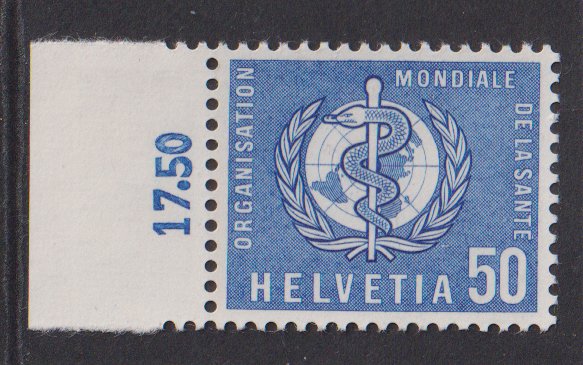 17.50
ORGANISATION
MONDIALE
DE LA SANTE
HELVETIA 50